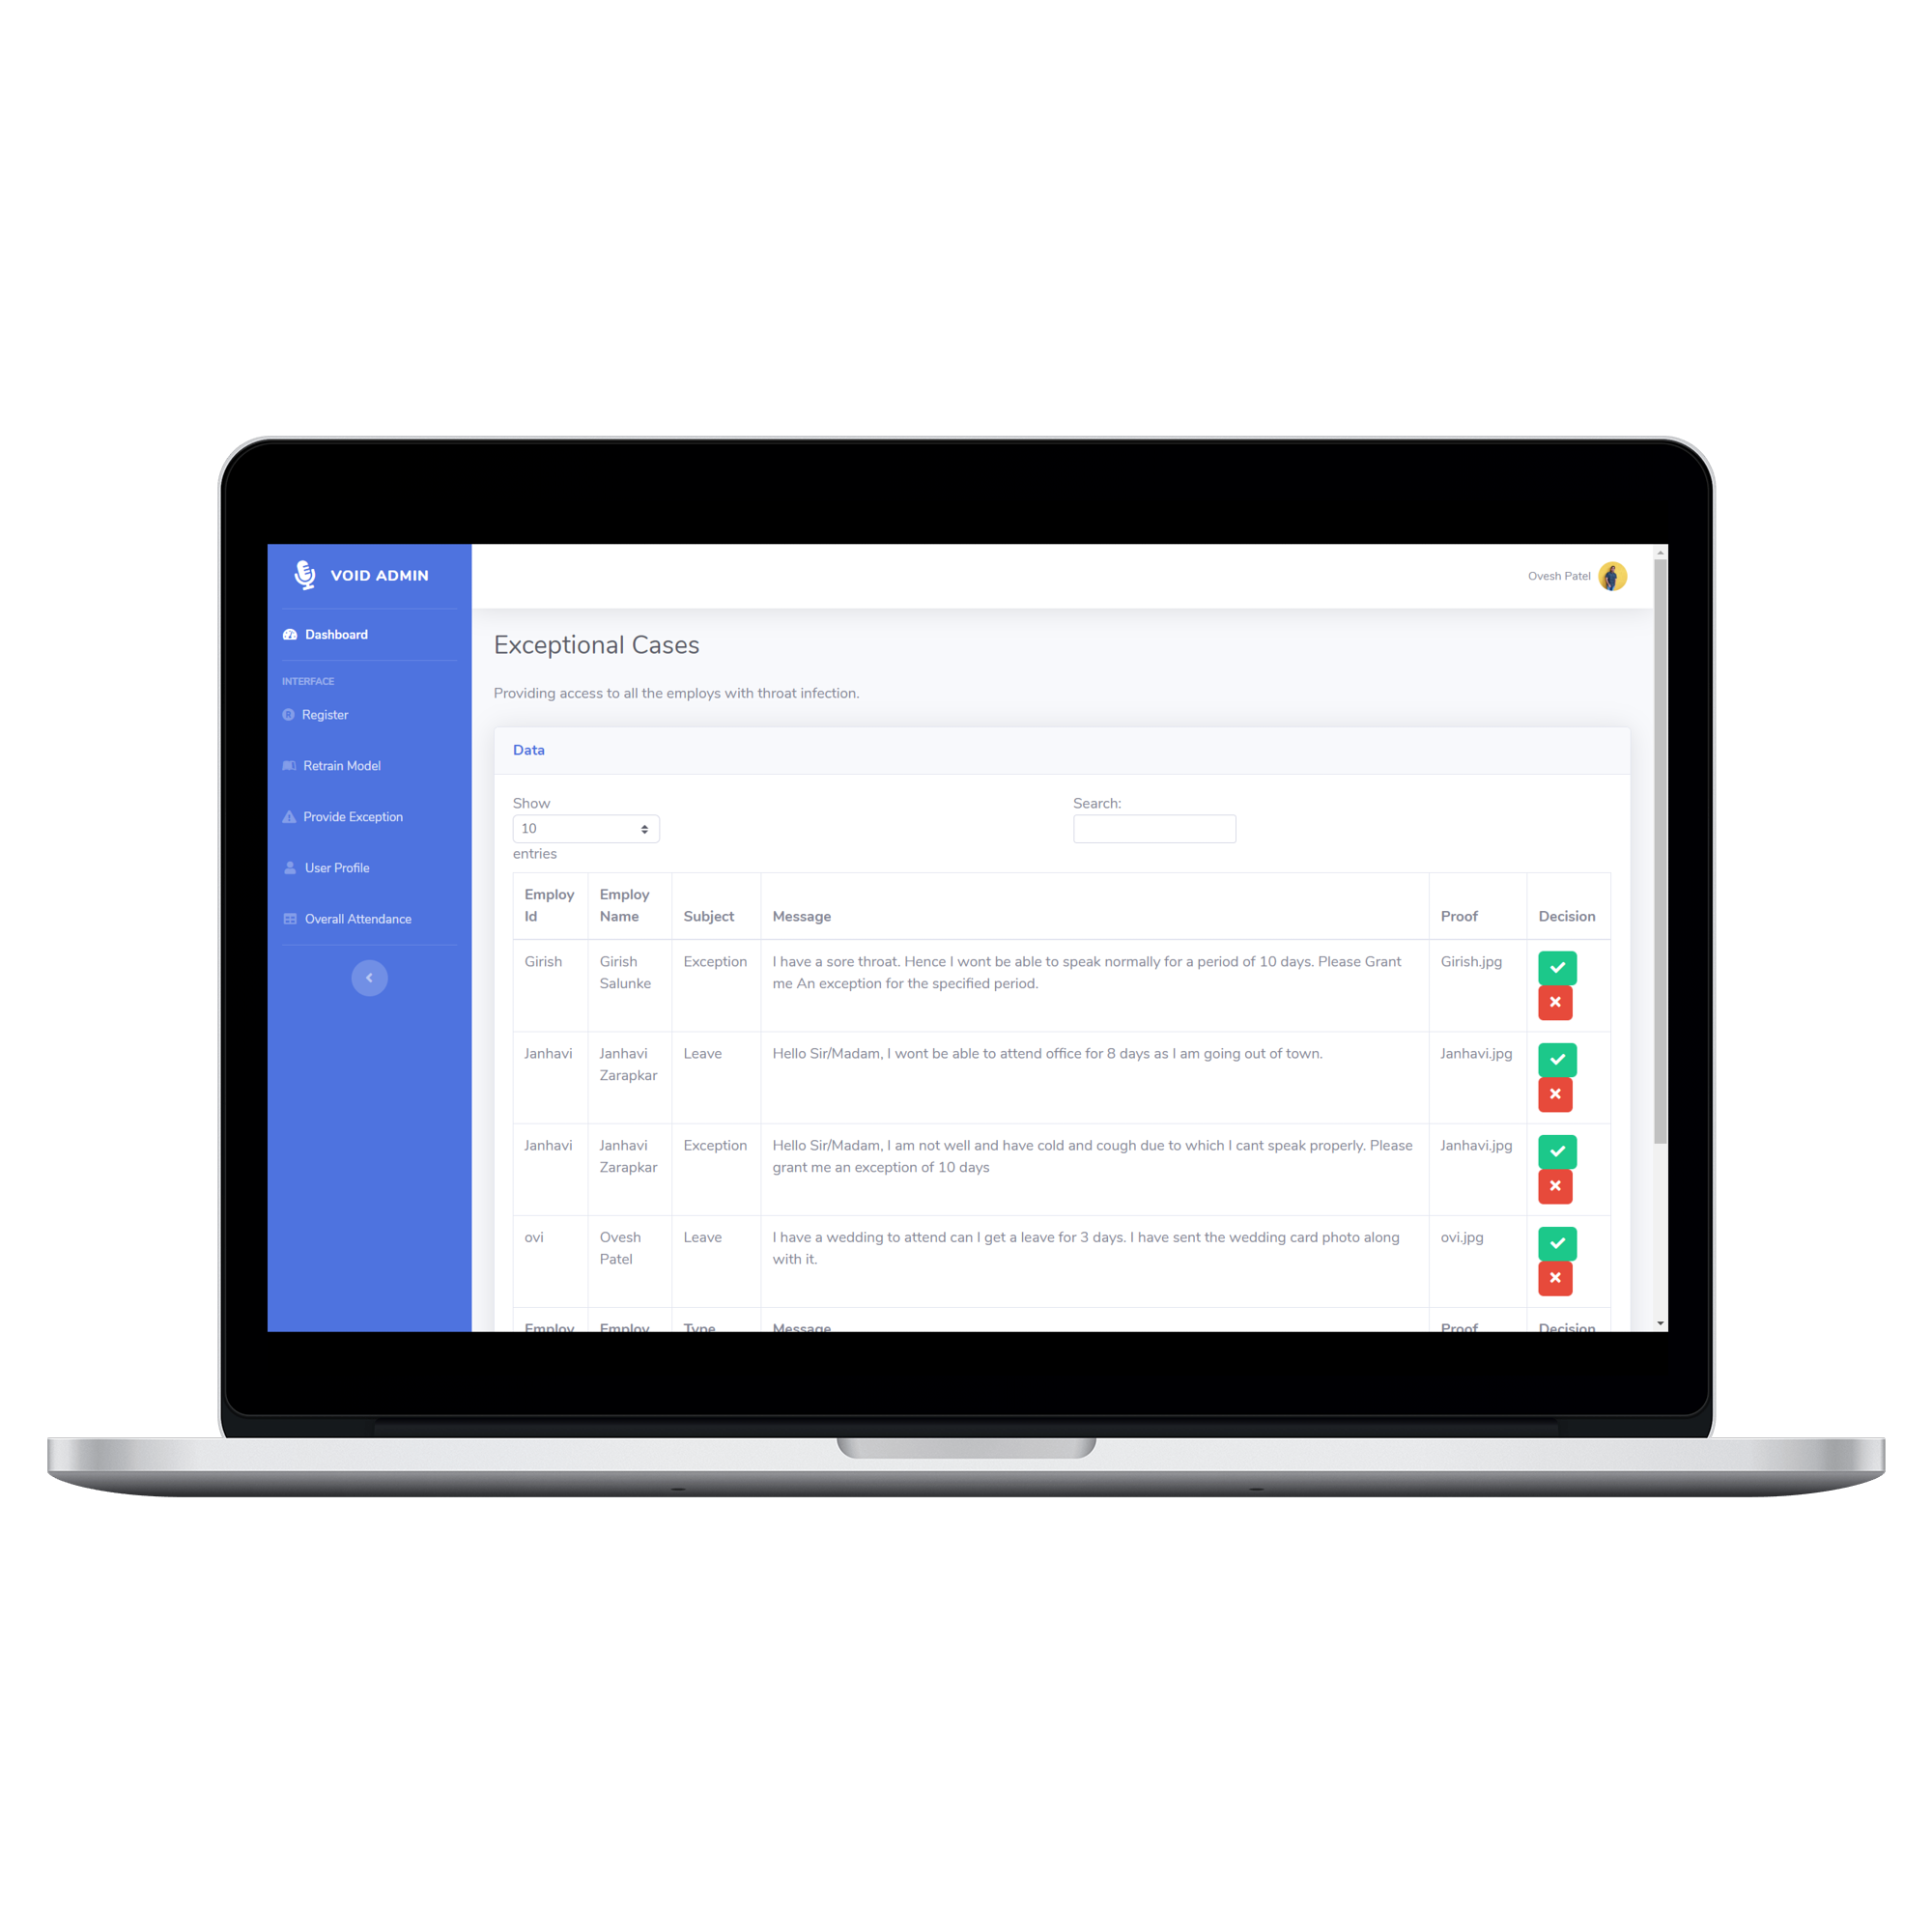 VOID ADMIN
Ovesh Patel
Dashboard
INTERFACE
Register
Retrain Model
Provide Exception
User Profile
Overall Attendance
Exceptional Cases
Providing access to all the employs with throat infection.
Data
Show
10
entries
Search:
Employ Id Employ Name Subject Message Proof Decision
Girish Girish Salunke Exception I have a sore throat. Hence I wont be able to speak normally for a period of 10 days. Please Grant Girish.jpg
me An exception for the specified period.
Janhavi Janhavi Zarapkar Leave Hello Sir/Madam, I wont be able to attend office for 8 days as I am going out of town. Janhavi.jpg
Janhavi Janhavi Zarapkar Exception Hello Sir/Madam, I am not well and have cold and cough due to which I cant speak properly. Please Janhavi.jpg
grant me an exception of 10 days
ovi Ovesh Patel Leave I have a wedding to attend can I get a leave for 3 days. I have sent the wedding card photo along ovi.jpg
with it.
Employ Employ Type Message Proof Decision